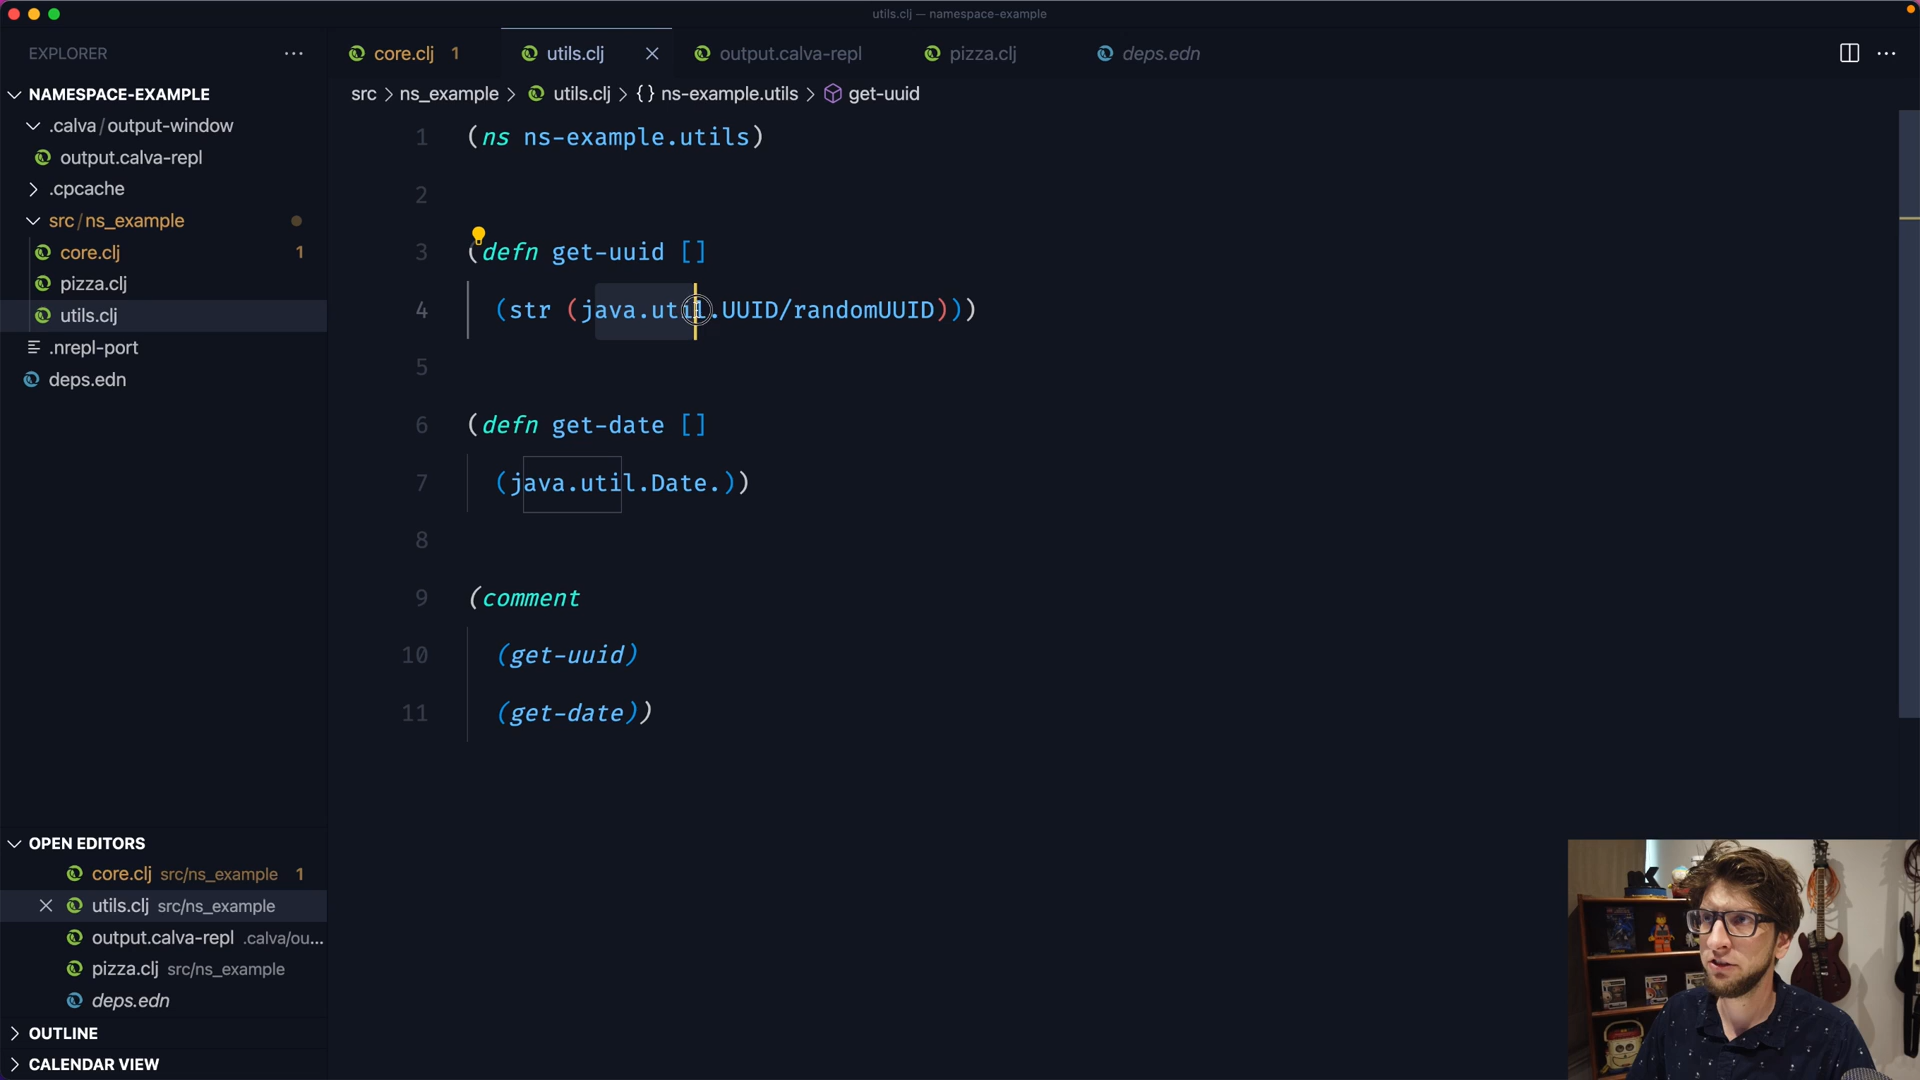 utils.clj — namespace-example
EXPLORER
core.clj 1
utils.clj
output.calva-repl
pizza.clj
deps.edn
NAMESPACE-EXAMPLE
src > ns_example > utils.clj > {} ns-example.utils > get-uuid
.calva/output-window
output.calva-repl
.cpcache
src/ns_example
core.clj 1
pizza.clj
utils.clj
.nrepl-port
deps.edn
1 (ns ns-example.utils)
2
3 (defn get-uuid []
4 (str (java.util.UUID/randomUUID)))
5
6 (defn get-date []
7 (java.util.Date.))
8
9 (comment
10 (get-uuid)
11 (get-date))
OPEN EDITORS
core.clj src/ns_example 1
utils.clj src/ns_example
output.calva-repl .calva/ou...
pizza.clj src/ns_example
deps.edn
OUTLINE
CALENDAR VIEW